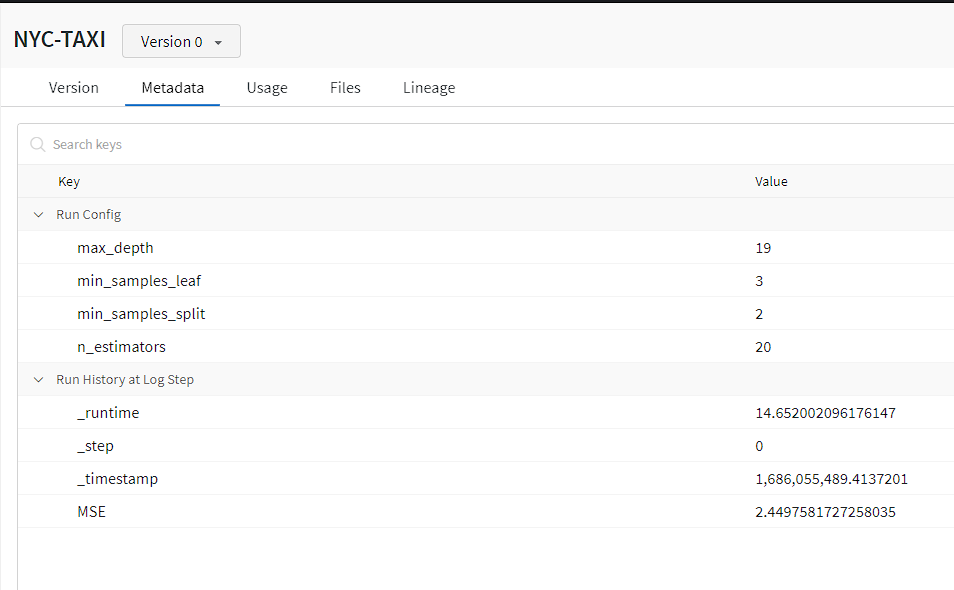 NYC-TAXI Version 0
Version Metadata Usage Files Lineage
Search keys
Key Value
Run Config
max_depth 19
min_samples_leaf 3
min_samples_split 2
n_estimators 20
Run History at Log Step
_runtime 14.652002096176147
_step 0
_timestamp 1,686,055,489.4137201
MSE 2.4497581727258035